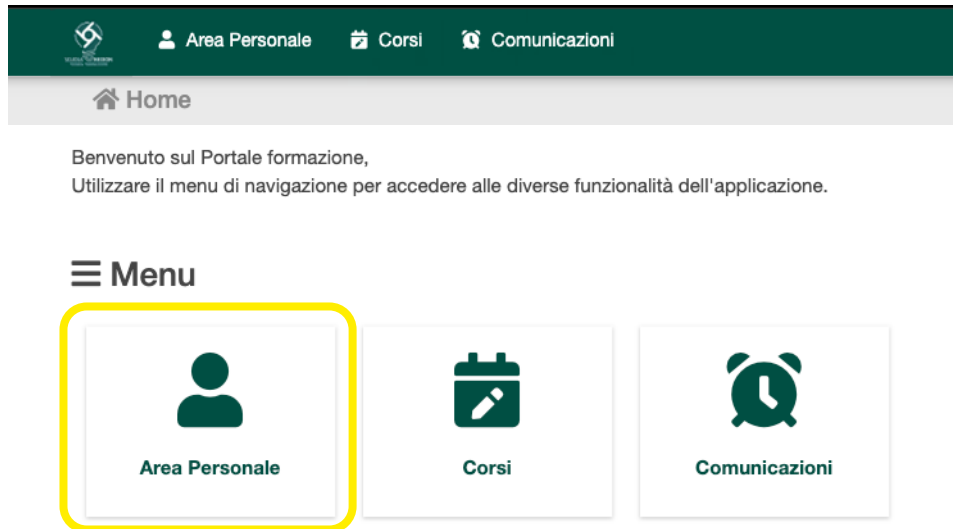 Area Personale
Corsi
Comunicazioni
Home
Benvenuto sul Portale formazione,
Utilizzare il menu di navigazione per accedere alle diverse funzionalità dell'applicazione.
Menu
Area Personale
Corsi
Comunicazioni